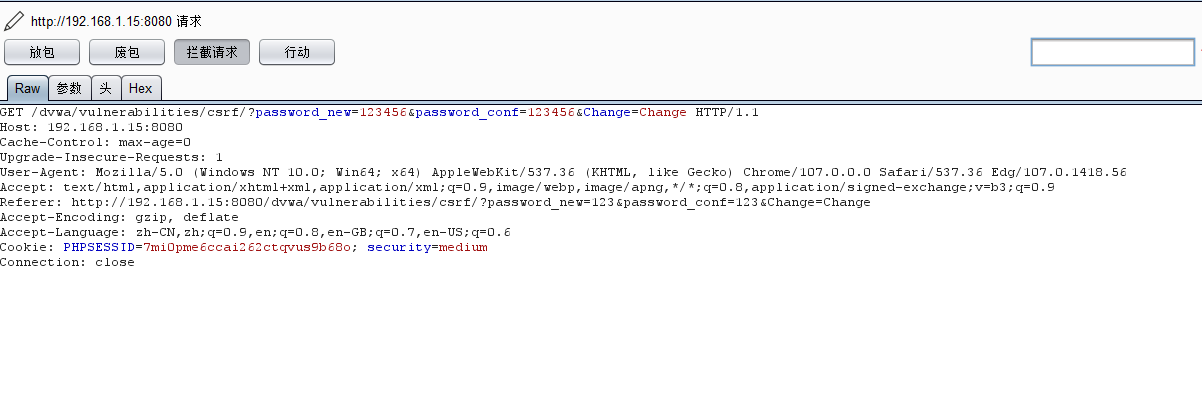 http://192.168.1.15:8080 请求
放包 废包 拦截请求 行动
Raw 参数 头 Hex
GET /dvwa/vulnerabilities/csrf/?password_new=123456&password_conf=123456&Change=Change HTTP/1.1
Host: 192.168.1.15:8080
Cache-Control: max-age=0
Upgrade-Insecure-Requests: 1
User-Agent: Mozilla/5.0 (Windows NT 10.0; Win64; x64) AppleWebKit/537.36 (KHTML, like Gecko) Chrome/107.0.0.0 Safari/537.36 Edg/107.0.1418.56
Accept: text/html,application/xhtml+xml,application/xml;q=0.9,image/webp,image/apng,*/*;q=0.8,application/signed-exchange;v=b3;q=0.9
Referer: http://192.168.1.15:8080/dvwa/vulnerabilities/csrf/?password_new=123&password_conf=123&Change=Change
Accept-Encoding: gzip, deflate
Accept-Language: zh-CN,zh;q=0.9,en;q=0.8,en-GB;q=0.7,en-US;q=0.6
Cookie: PHPSESSID=7mi0pme6ccai262ctqvus9b68o; security=medium
Connection: close